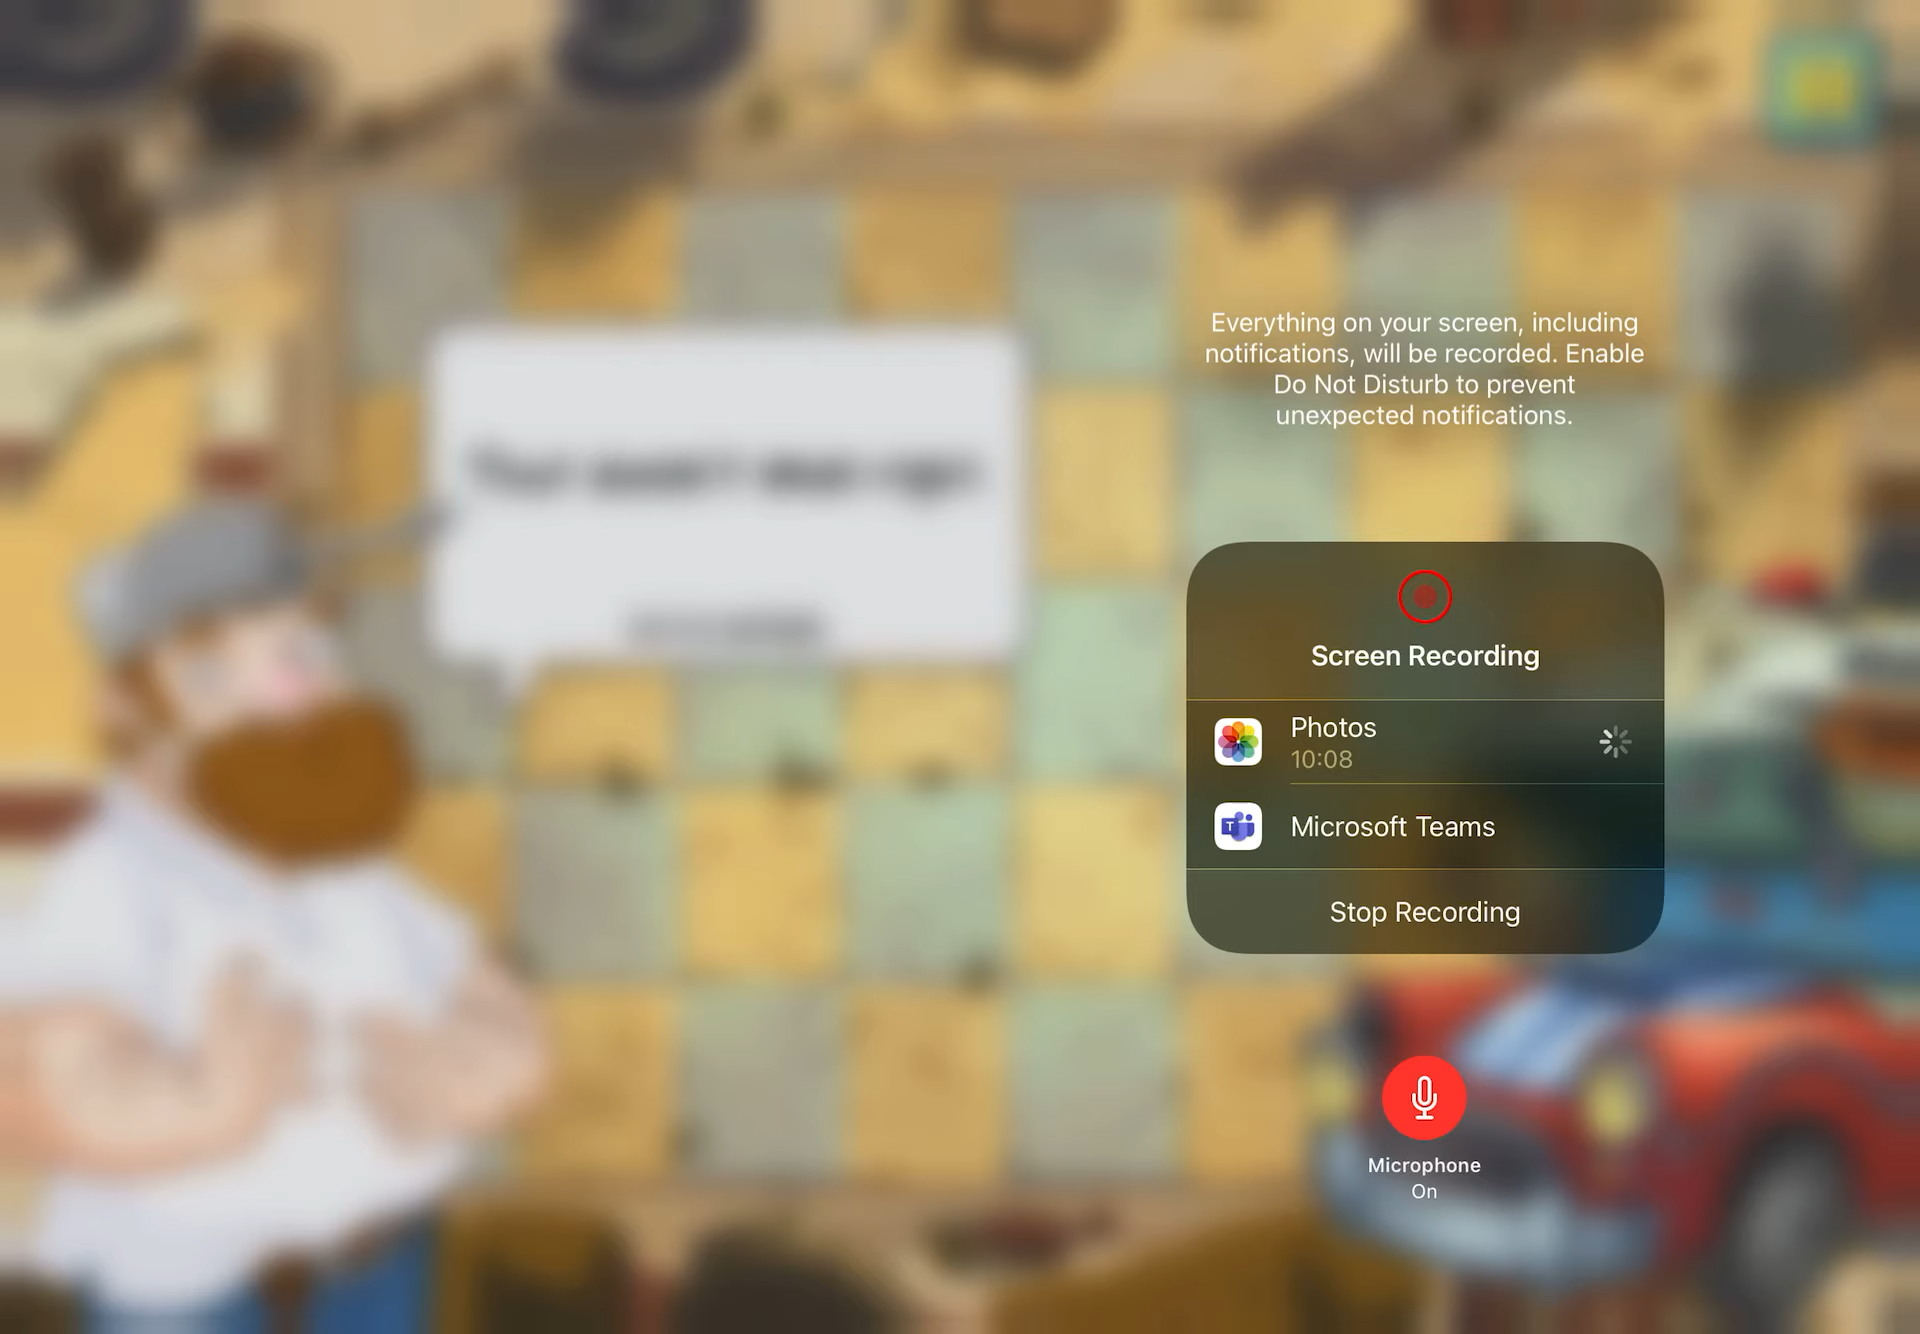 Everything on your screen, including
notifications, will be recorded. Enable
Do Not Disturb to prevent
unexpected notifications.
Screen Recording
Photos
10:08
Microsoft Teams
Stop Recording
Microphone
On